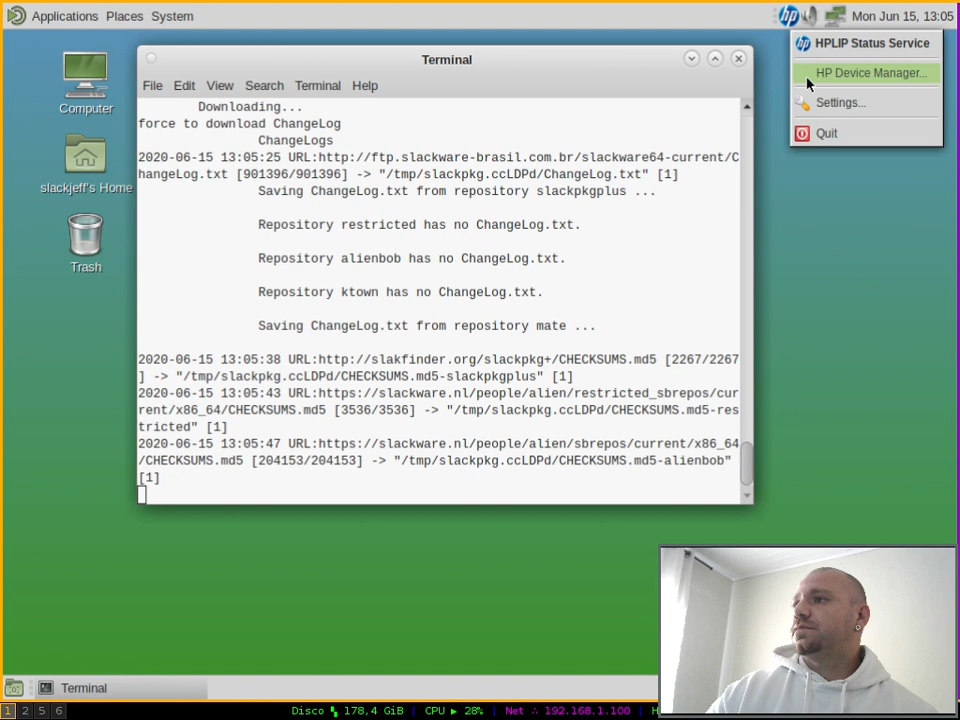 Applications Places System
hp
Mon Jun 15, 13:05
hp HPLIP Status Service
HP Device Manager...
Settings...
Quit
Computer
slackjeff's Home
Trash
Terminal
File Edit View Search Terminal Help
Downloading...
force to download ChangeLog
ChangeLogs
2020-06-15 13:05:25 URL:http://ftp.slackware-brasil.com.br/slackware64-current/C
hangeLog.txt [901396/901396] -> "/tmp/slackpkg.ccLDPd/ChangeLog.txt" [1]
Saving ChangeLog.txt from repository slackpkgplus ...
Repository restricted has no ChangeLog.txt.
Repository alienbob has no ChangeLog.txt.
Repository ktown has no ChangeLog.txt.
Saving ChangeLog.txt from repository mate ...
2020-06-15 13:05:38 URL:http://slakfinder.org/slackpkg+/CHECKSUMS.md5 [2267/2267
] -> "/tmp/slackpkg.ccLDPd/CHECKSUMS.md5-slackpkgplus" [1]
2020-06-15 13:05:43 URL:https://slackware.nl/people/alien/restricted_sbrepos/cur
rent/x86_64/CHECKSUMS.md5 [3536/3536] -> "/tmp/slackpkg.ccLDPd/CHECKSUMS.md5-res
tricted" [1]
2020-06-15 13:05:47 URL:https://slackware.nl/people/alien/sbrepos/current/x86_64
/CHECKSUMS.md5 [204153/204153] -> "/tmp/slackpkg.ccLDPd/CHECKSUMS.md5-alienbob"
[1]
Terminal
1 2 5 6
Disco 178,4 GiB | CPU ▶ 28% | Net ∴ 192.168.1.100 | H